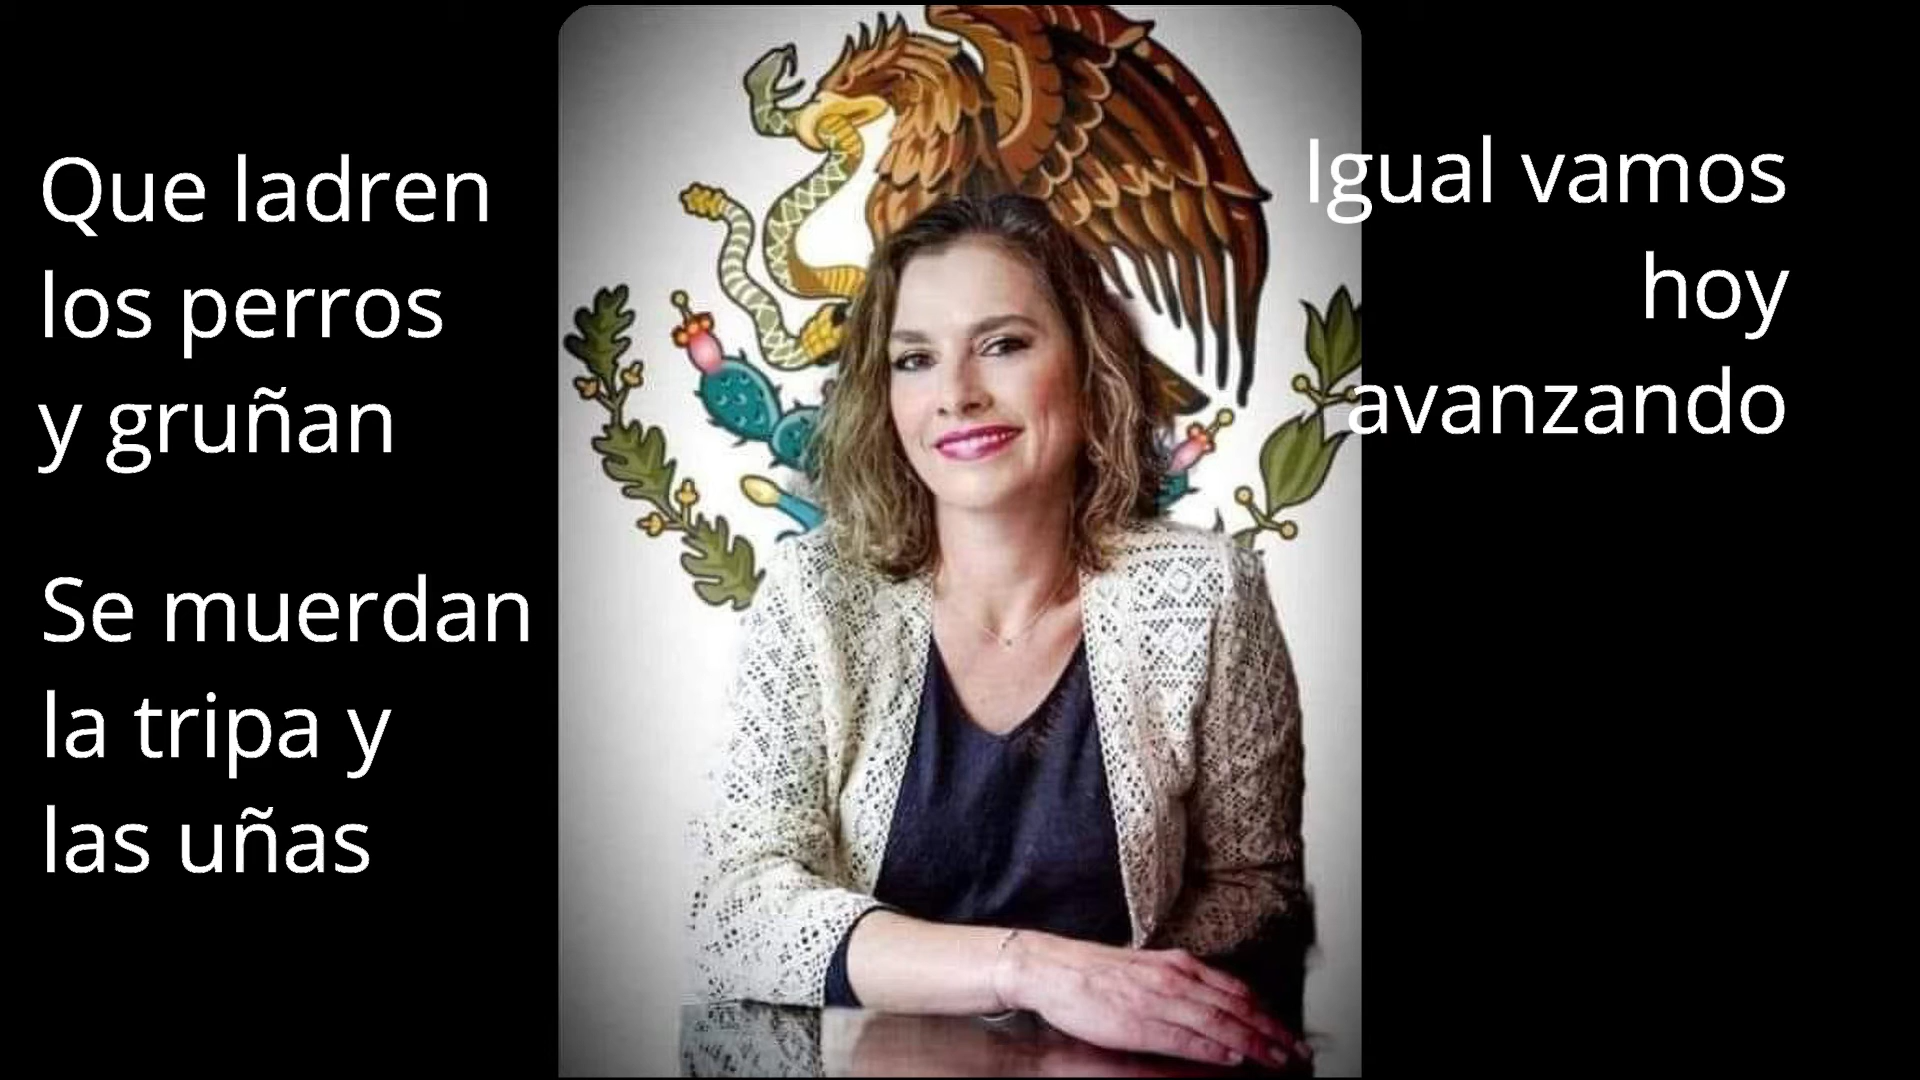 Que ladren
los perros
y gruñan
Se muerdan
la tripa y
las uñas
Igual vamos
hoy
avanzando